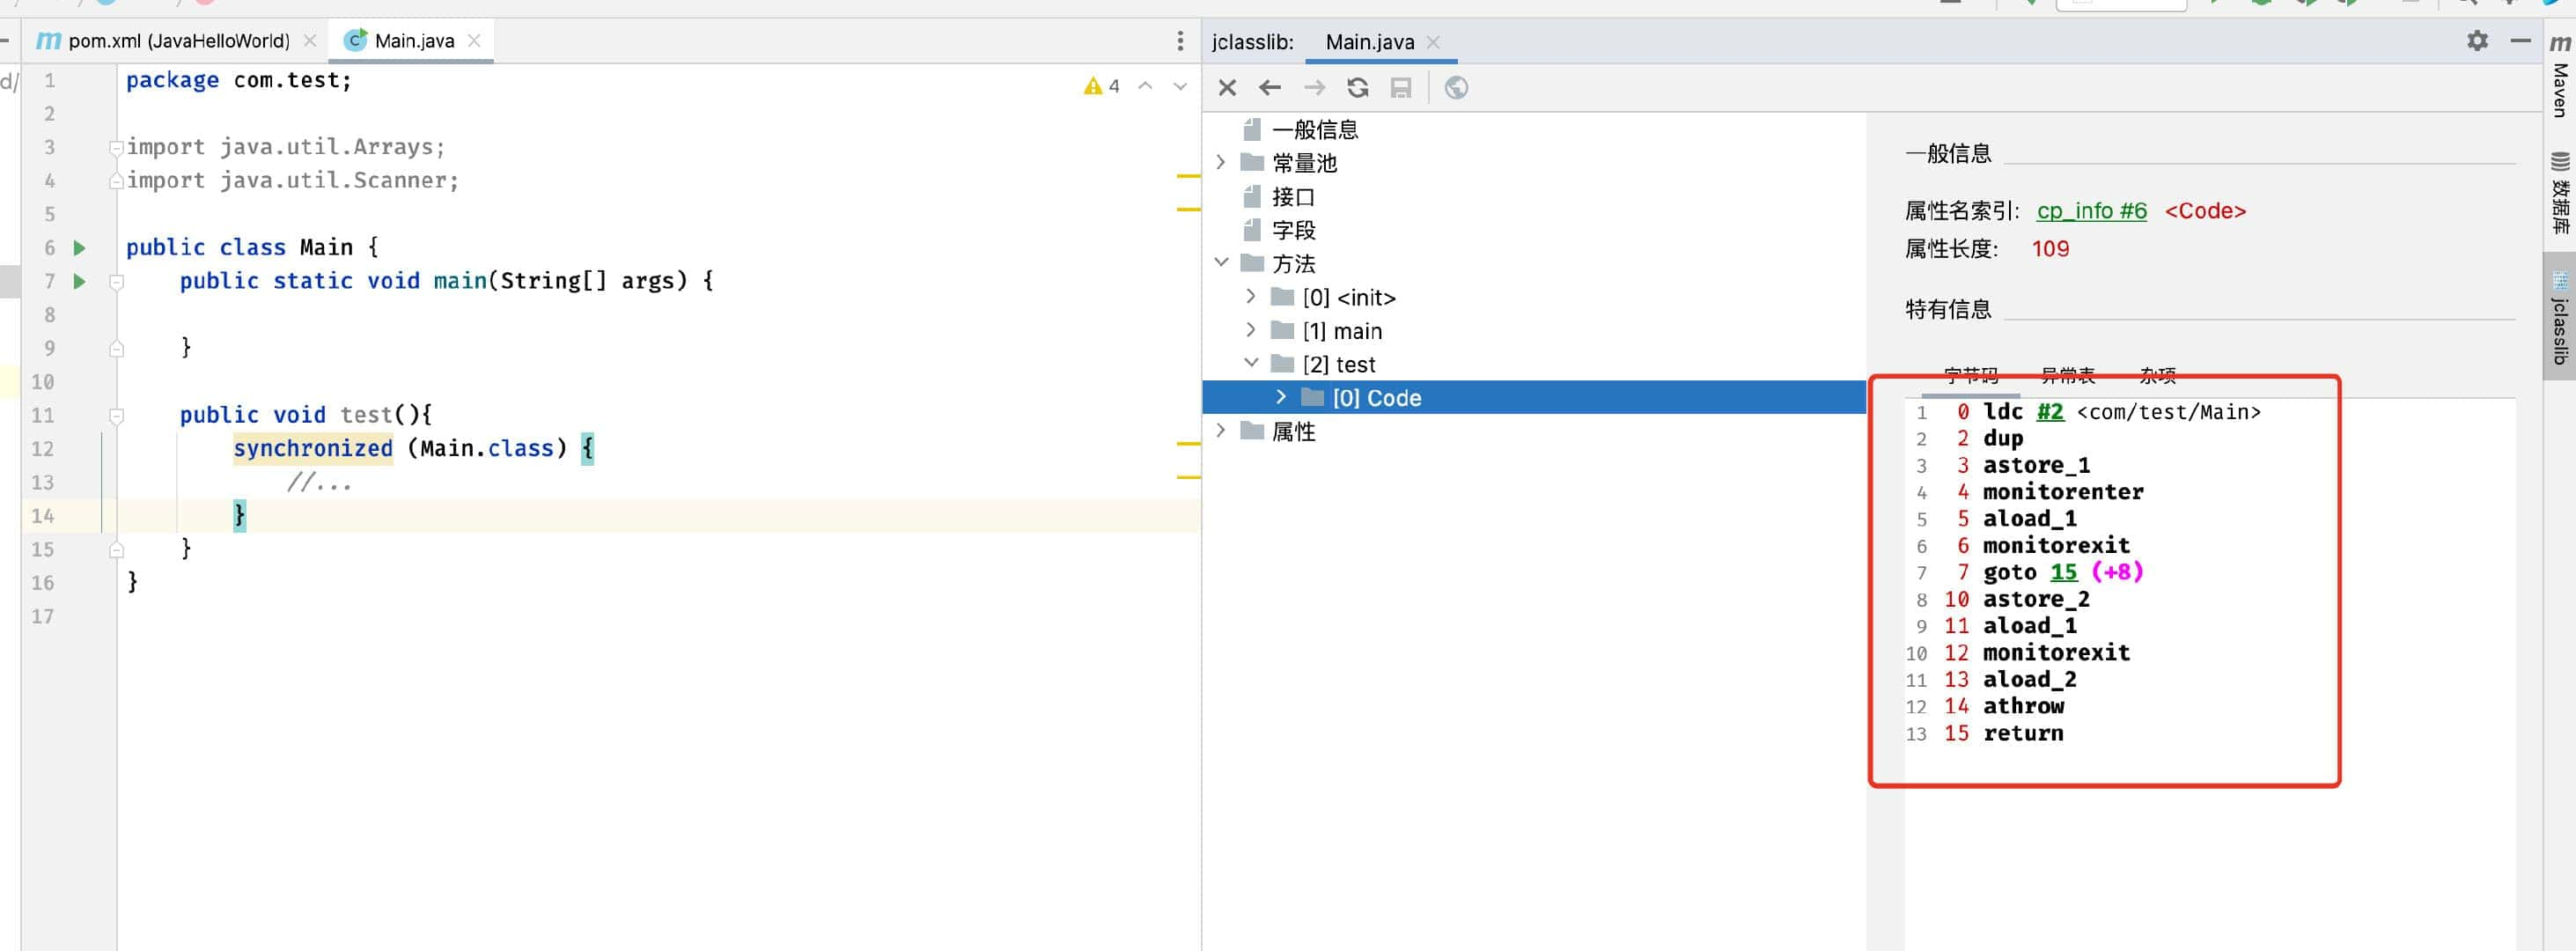 pom.xml (JavaHelloWorld)
Main.java
jclasslib:
Main.java
d/
1 package com.test;
2
3 import java.util.Arrays;
4 import java.util.Scanner;
5
6 public class Main {
7 public static void main(String[] args) {
8
9 }
10
11 public void test(){
12 synchronized (Main.class) {
13 //...
14 }
15 }
16 }
17
4
一般信息
常量池
接口
字段
方法
[0] <init>
[1] main
[2] test
[0] Code
属性
一般信息
属性名索引: cp_info #6 <Code>
属性长度: 109
特有信息
字节码 异常表 杂项
1 0 ldc #2 <com/test/Main>
2 2 dup
3 3 astore_1
4 4 monitorenter
5 5 aload_1
6 6 monitorexit
7 7 goto 15 (+8)
8 10 astore_2
9 11 aload_1
10 12 monitorexit
11 13 aload_2
12 14 athrow
13 15 return
m Maven
数据库
jclasslib